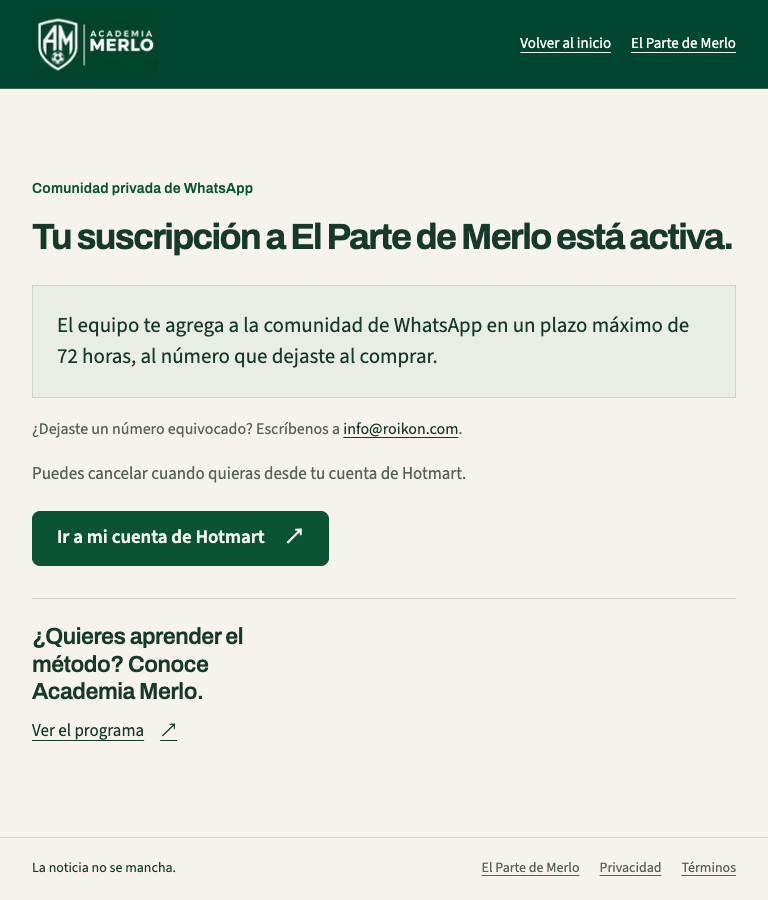 AM
ACADEMIA
MERLO
Volver al inicio
El Parte de Merlo
Comunidad privada de WhatsApp
Tu suscripción a El Parte de Merlo está activa.
El equipo te agrega a la comunidad de WhatsApp en un plazo máximo de
72 horas, al número que dejaste al comprar.
¿Dejaste un número equivocado? Escríbenos a info@roikon.com.
Puedes cancelar cuando quieras desde tu cuenta de Hotmart.
Ir a mi cuenta de Hotmart ↗
¿Quieres aprender el
método? Conoce
Academia Merlo.
Ver el programa ↗
La noticia no se mancha.
El Parte de Merlo
Privacidad
Términos